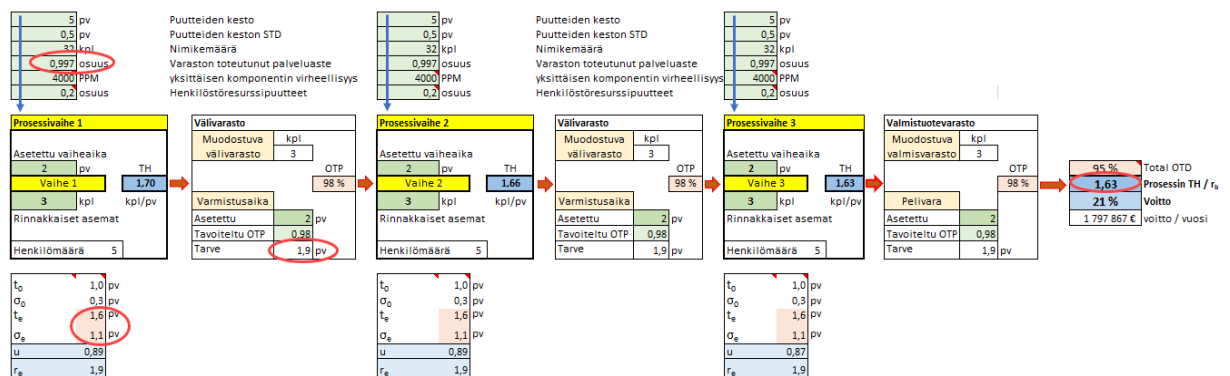 5 pv Puutteiden kesto 5 pv Puutteiden kesto 5 pv
0,5 pv Puutteiden keston STD 0,5 pv Puutteiden keston STD 0,5 pv
32 kpl Nimikemäärä 32 kpl Nimikemäärä 32 kpl
0,997 osuus Varaston toteutunut palveluaste 0,997 osuus Varaston toteutunut palveluaste 0,997 osuus
4000 PPM yksittäisen komponentin virheellisyys 4000 PPM yksittäisen komponentin virheellisyys 4000 PPM
0,2 osuus Henkilöstöresurssipuutteet 0,2 osuus Henkilöstöresurssipuutteet 0,2 osuus
Prosessivaihe 1 Välivarasto Prosessivaihe 2 Välivarasto Prosessivaihe 3 Valmistuotevarasto
Muodostuva kpl Muodostuva kpl Muodostuva kpl
Asetettu vaiheaika välivarasto 3 Asetettu vaiheaika välivarasto 3 Asetettu vaiheaika valmisvarasto 3
2 pv TH OTP 2 pv TH OTP 2 pv TH OTP 95 % Total OTD
Vaihe 1 1,70 98 % Vaihe 2 1,66 98 % Vaihe 3 1,63 98 % 1,63 Prosessin TH / rb
3 kpl kpl/pv Varmistusaika 3 kpl kpl/pv Varmistusaika 3 kpl kpl/pv Pelivara 21 % Voitto
Rinnakkaiset asemat Asetettu 2 pv Rinnakkaiset asemat Asetettu 2 pv Rinnakkaiset asemat Asetettu 2 pv 1 797 867 € voitto / vuosi
Tavoiteltu OTP 0,98 Tavoiteltu OTP 0,98 Tavoiteltu OTP 0,98
Henkilömäärä 5 Tarve 1,9 pv Henkilömäärä 5 Tarve 1,9 pv Henkilömäärä 5 Tarve 1,9 pv
t0 1,0 pv t0 1,0 pv t0 1,0 pv
σ0 0,3 pv σ0 0,3 pv σ0 0,3 pv
te 1,6 pv te 1,6 pv te 1,6 pv
σe 1,1 pv σe 1,1 pv σe 1,1 pv
u 0,89 u 0,89 u 0,87
re 1,9 re 1,9 re 1,9